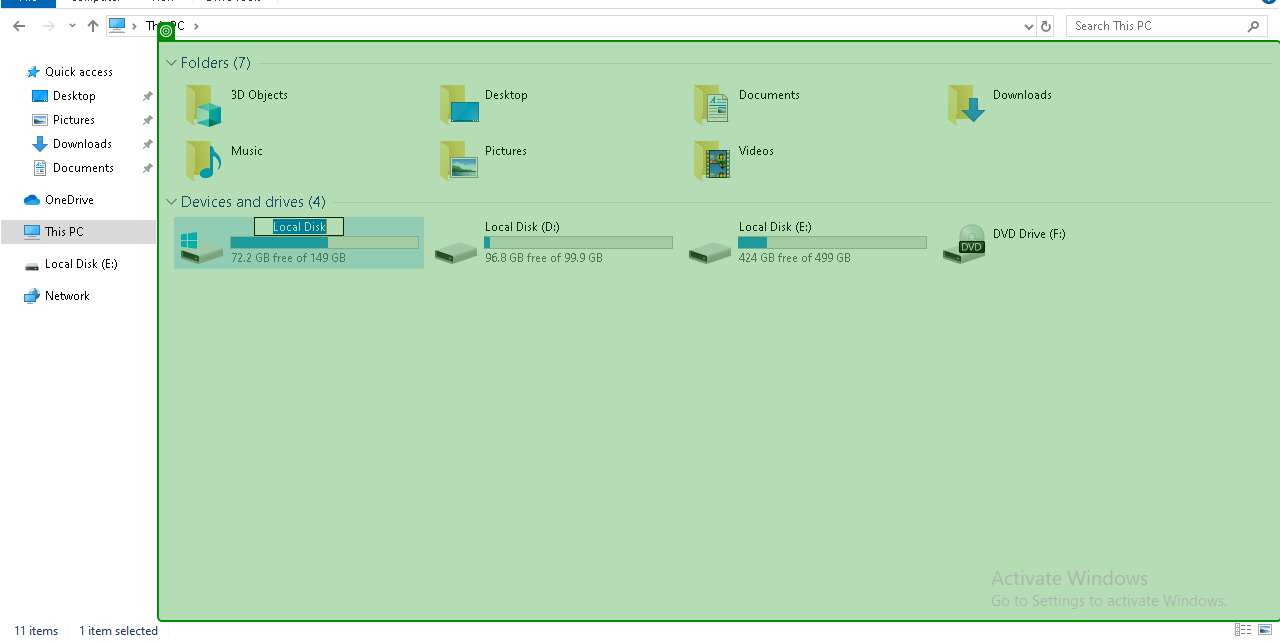 This PC
Search This PC
Quick access
Desktop
Pictures
Downloads
Documents
OneDrive
This PC
Local Disk (E:)
Network
Folders (7)
3D Objects
Desktop
Documents
Downloads
Music
Pictures
Videos
Devices and drives (4)
Local Disk
72.2 GB free of 149 GB
Local Disk (D:)
96.8 GB free of 99.9 GB
Local Disk (E:)
424 GB free of 499 GB
DVD
DVD Drive (F:)
Activate Windows
Go to Settings to activate Windows.
11 items
1 item selected